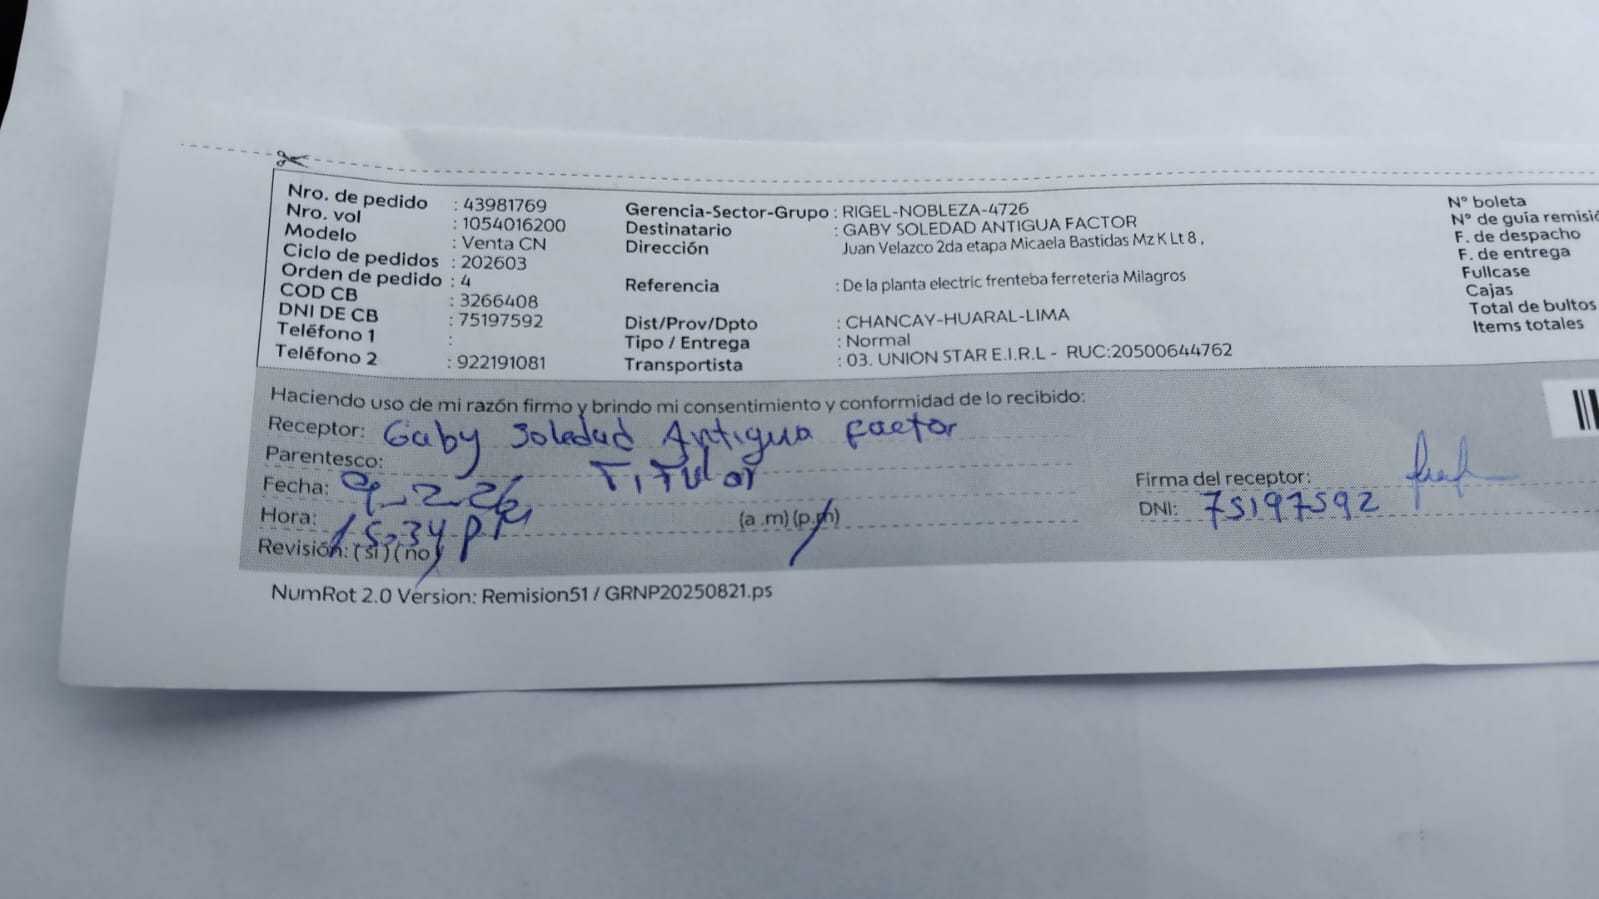 Nro. de pedido : 43981769
Nro. vol : 1054016200
Modelo : Venta CN
Ciclo de pedidos : 202603
Orden de pedido : 4
COD CB : 3266408
DNI DE CB : 75197592
Teléfono 1 :
Teléfono 2 : 922191081
Gerencia-Sector-Grupo : RIGEL-NOBLEZA-4726
Destinatario : GABY SOLEDAD ANTIGUA FACTOR
Dirección Juan Velazco 2da etapa Micaela Bastidas Mz K Lt 8 ,
Referencia : De la planta electric frenteba ferreteria Milagros
Dist/Prov/Dpto : CHANCAY-HUARAL-LIMA
Tipo / Entrega : Normal
Transportista : 03. UNION STAR E.I.R.L - RUC:20500644762
N° boleta
N° de guía remisió
F. de despacho
F. de entrega
Fullcase
Cajas
Total de bultos
Items totales
Haciendo uso de mi razón firmo y brindo mi consentimiento y conformidad de lo recibido:
Receptor: Gaby Soledad Antigua Factor
Parentesco: Titular
Fecha: 9-2-26
Hora: 15:34 pm (a .m) (p.m)
Revisión: ( si ) ( no )
Firma del receptor:
DNI: 75197592
NumRot 2.0 Version: Remision51 / GRNP20250821.ps